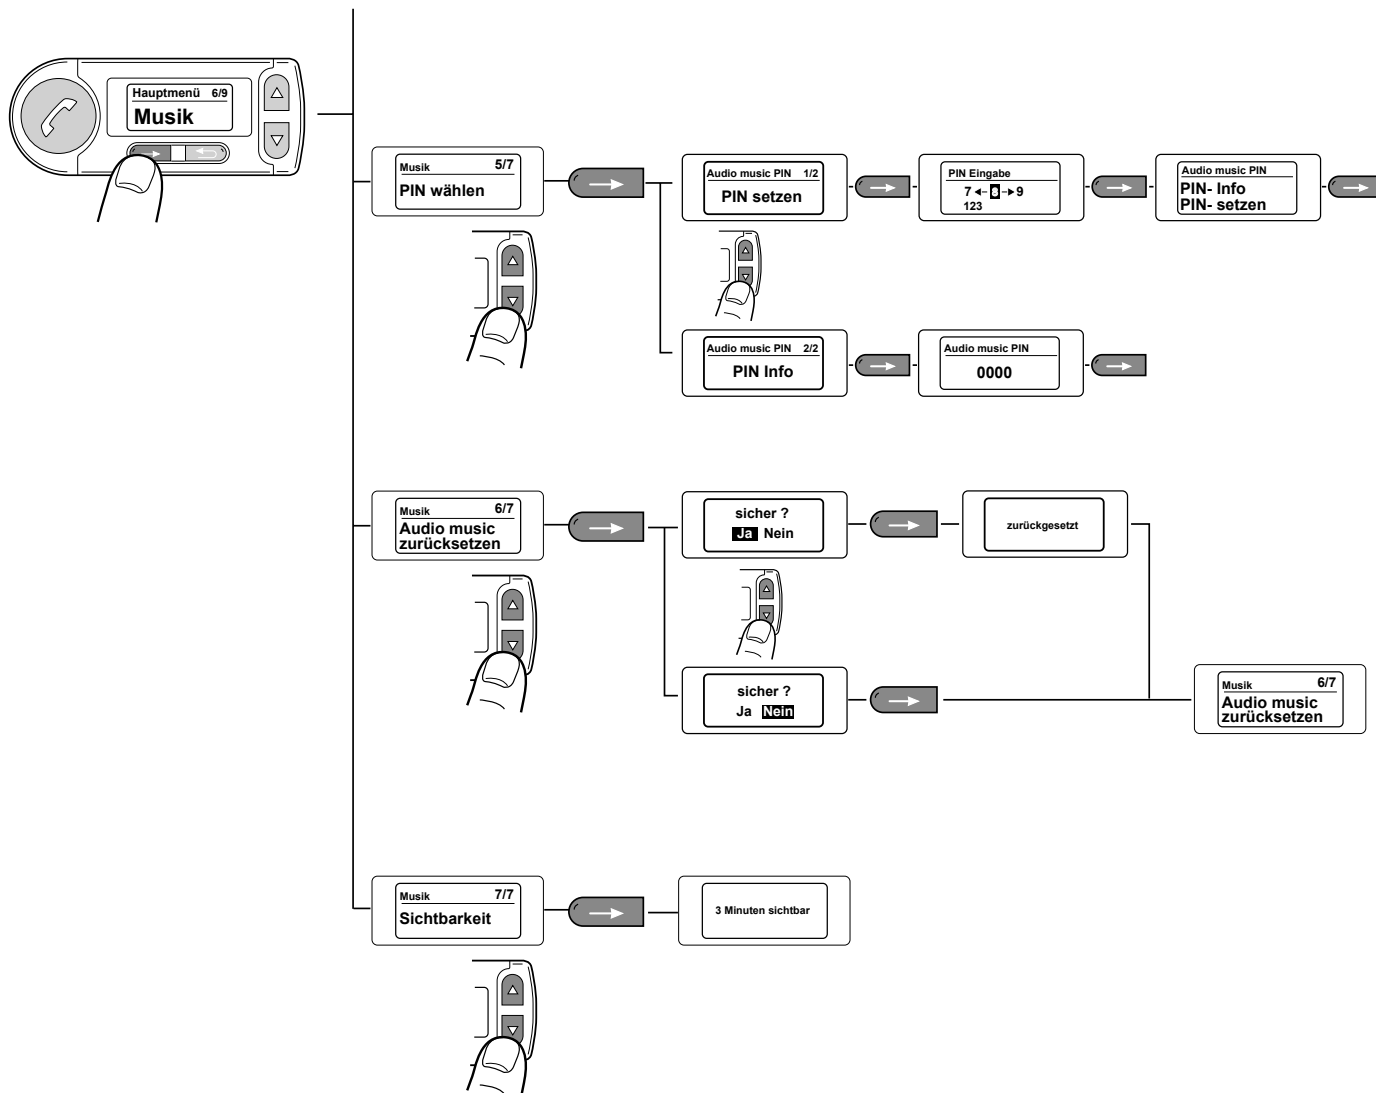 Hauptmenü 6/9
Musik
Musik 5/7
PIN wählen
Audio music PIN 1/2
PIN setzen
PIN Eingabe
7 8 9
123
Audio music PIN
PIN- Info
PIN- setzen
Audio music PIN 2/2
PIN Info
Audio music PIN
0000
Musik 6/7
Audio music
zurücksetzen
sicher ?
Ja Nein
zurückgesetzt
sicher ?
Ja Nein
Musik 6/7
Audio music
zurücksetzen
Musik 7/7
Sichtbarkeit
3 Minuten sichtbar